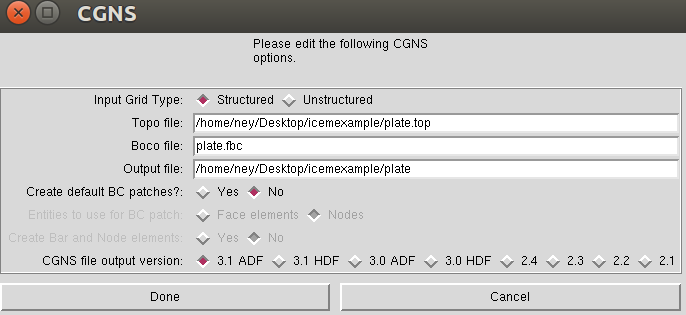 CGNS
Please edit the following CGNS
options.
Input Grid Type: Structured Unstructured
Topo file: /home/ney/Desktop/icemexample/plate.top
Boco file: plate.fbc
Output file: /home/ney/Desktop/icemexample/plate
Create default BC patches?: Yes No
Entities to use for BC patch: Face elements Nodes
Create Bar and Node elements: Yes No
CGNS file output version: 3.1 ADF 3.1 HDF 3.0 ADF 3.0 HDF 2.4 2.3 2.2 2.1
Done Cancel